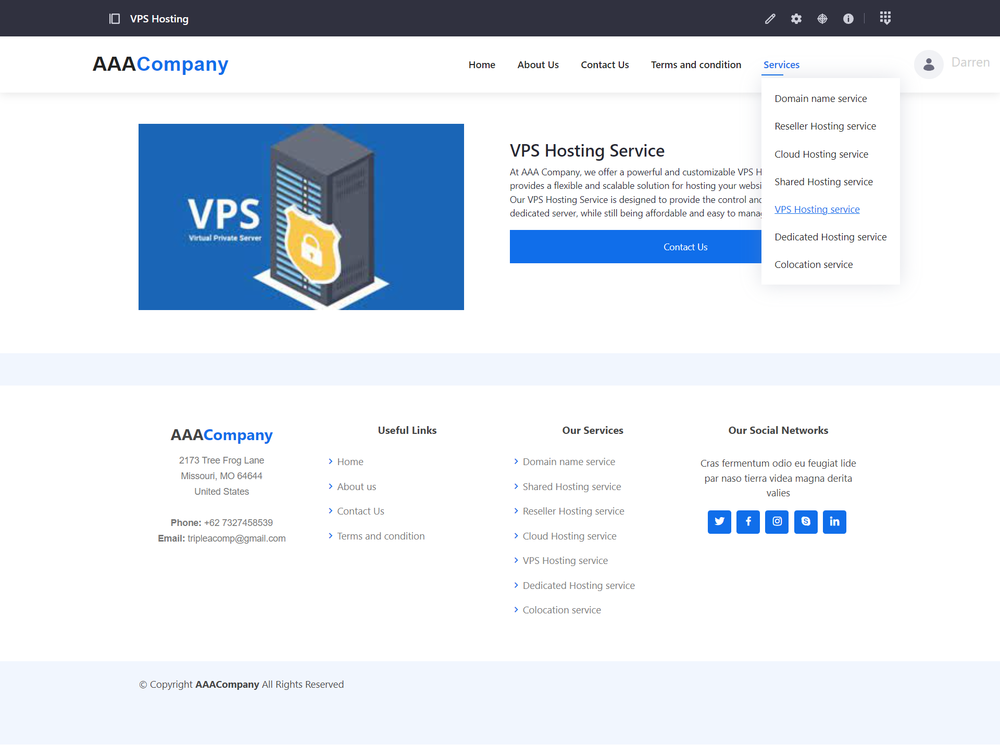 VPS Hosting
AAACompany
Home
About Us
Contact Us
Terms and condition
Services
Darren
Domain name service
Reseller Hosting service
Cloud Hosting service
Shared Hosting service
VPS Hosting service
Dedicated Hosting service
Colocation service
VPS
Virtual Private Server
VPS Hosting Service
At AAA Company, we offer a powerful and customizable VPS
provides a flexible and scalable solution for hosting your
Our VPS Hosting Service is designed to provide the control
dedicated server, while still being affordable and easy to
Contact Us
AAACompany
2173 Tree Frog Lane
Missouri, MO 64644
United States
Phone: +62 7327458539
Email: tripleacomp@gmail.com
Useful Links
Home
About us
Contact Us
Terms and condition
Our Services
Domain name service
Shared Hosting service
Reseller Hosting service
Cloud Hosting service
VPS Hosting service
Dedicated Hosting service
Colocation service
Our Social Networks
Cras fermentum odio eu feugiat lide
par naso tierra videa magna derita
valies
© Copyright AAACompany All Rights Reserved